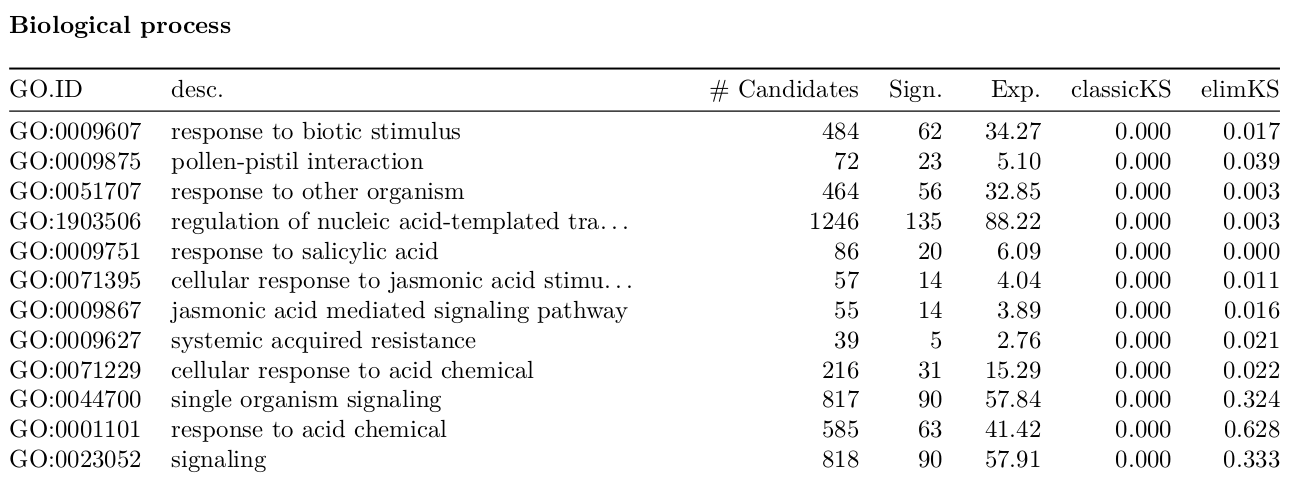 Biological process
GO.ID desc. # Candidates Sign. Exp. classicKS elimKS
GO:0009607 response to biotic stimulus 484 62 34.27 0.000 0.017
GO:0009875 pollen-pistil interaction 72 23 5.10 0.000 0.039
GO:0051707 response to other organism 464 56 32.85 0.000 0.003
GO:1903506 regulation of nucleic acid-templated tra... 1246 135 88.22 0.000 0.003
GO:0009751 response to salicylic acid 86 20 6.09 0.000 0.000
GO:0071395 cellular response to jasmonic acid stimu... 57 14 4.04 0.000 0.011
GO:0009867 jasmonic acid mediated signaling pathway 55 14 3.89 0.000 0.016
GO:0009627 systemic acquired resistance 39 5 2.76 0.000 0.021
GO:0071229 cellular response to acid chemical 216 31 15.29 0.000 0.022
GO:0044700 single organism signaling 817 90 57.84 0.000 0.324
GO:0001101 response to acid chemical 585 63 41.42 0.000 0.628
GO:0023052 signaling 818 90 57.91 0.000 0.333